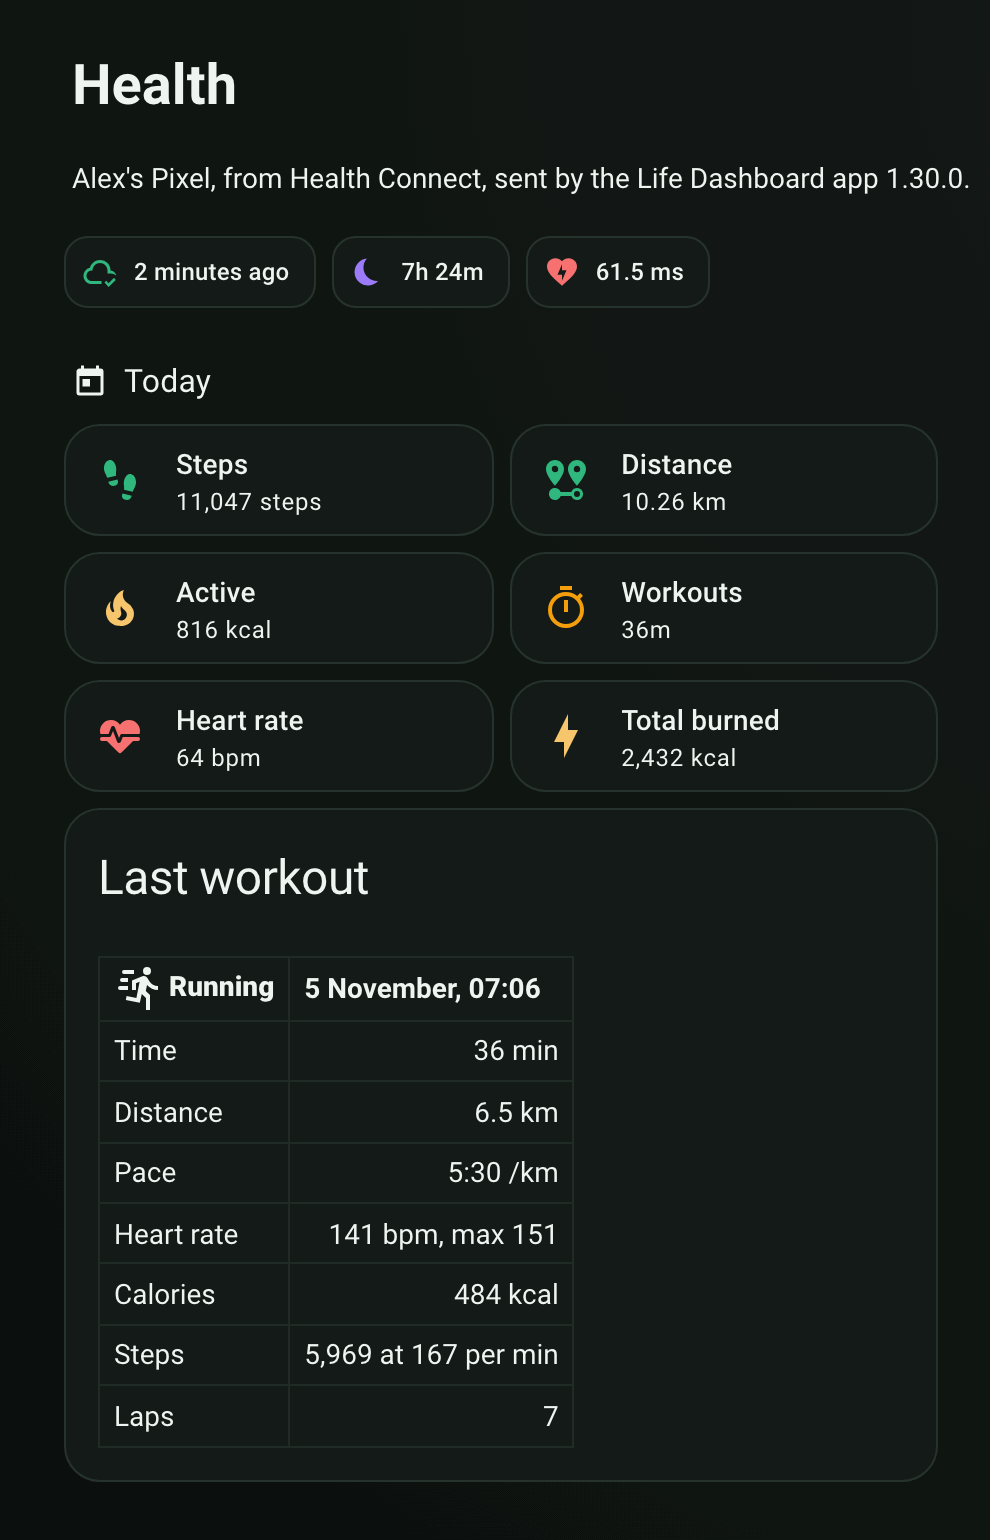 Health
Alex's Pixel, from Health Connect, sent by the Life Dashboard app 1.30.0.
2 minutes ago
7h 24m
61.5 ms
Today
Steps
11,047 steps
Distance
10.26 km
Active
816 kcal
Workouts
36m
Heart rate
64 bpm
Total burned
2,432 kcal
Last workout
Running 5 November, 07:06
Time 36 min
Distance 6.5 km
Pace 5:30 /km
Heart rate 141 bpm, max 151
Calories 484 kcal
Steps 5,969 at 167 per min
Laps 7